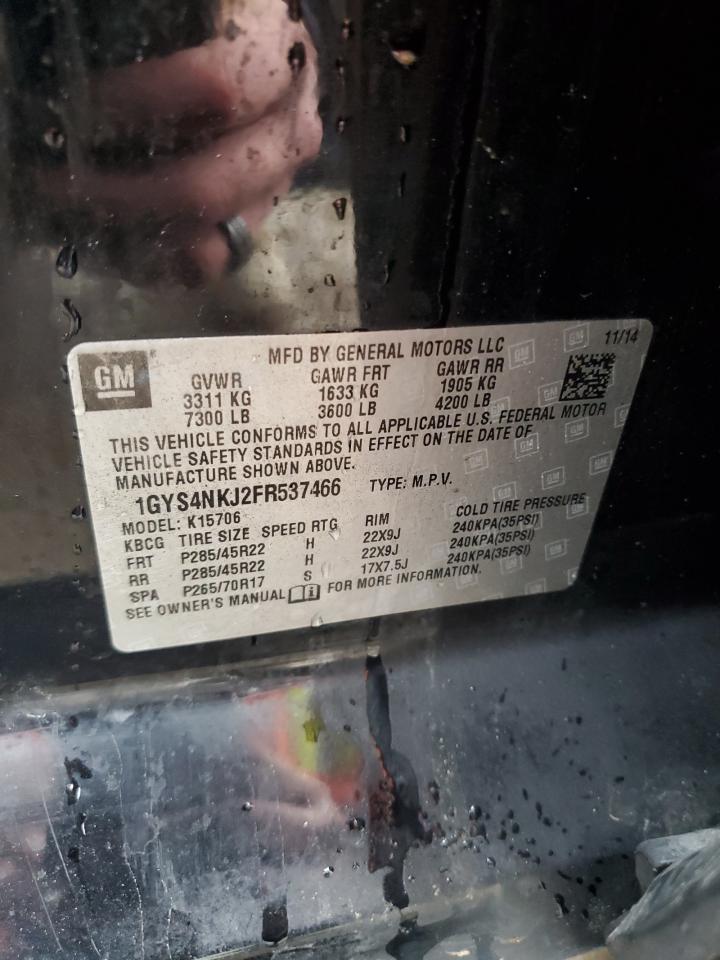 11/14
MFD BY GENERAL MOTORS LLC
GM
GVWR GAWR FRT GAWR RR
3311 KG 1633 KG 1905 KG
7300 LB 3600 LB 4200 LB
THIS VEHICLE CONFORMS TO ALL APPLICABLE U.S. FEDERAL MOTOR
VEHICLE SAFETY STANDARDS IN EFFECT ON THE DATE OF
MANUFACTURE SHOWN ABOVE.
1GYS4NKJ2FR537466 TYPE: M.P.V.
MODEL: K15706
KBCG TIRE SIZE SPEED RTG RIM COLD TIRE PRESSURE
FRT P285/45R22 H 22X9J 240KPA(35PSI)
RR P285/45R22 H 22X9J 240KPA(35PSI)
SPA P265/70R17 S 17X7.5J 240KPA(35PSI)
SEE OWNER'S MANUAL FOR MORE INFORMATION.